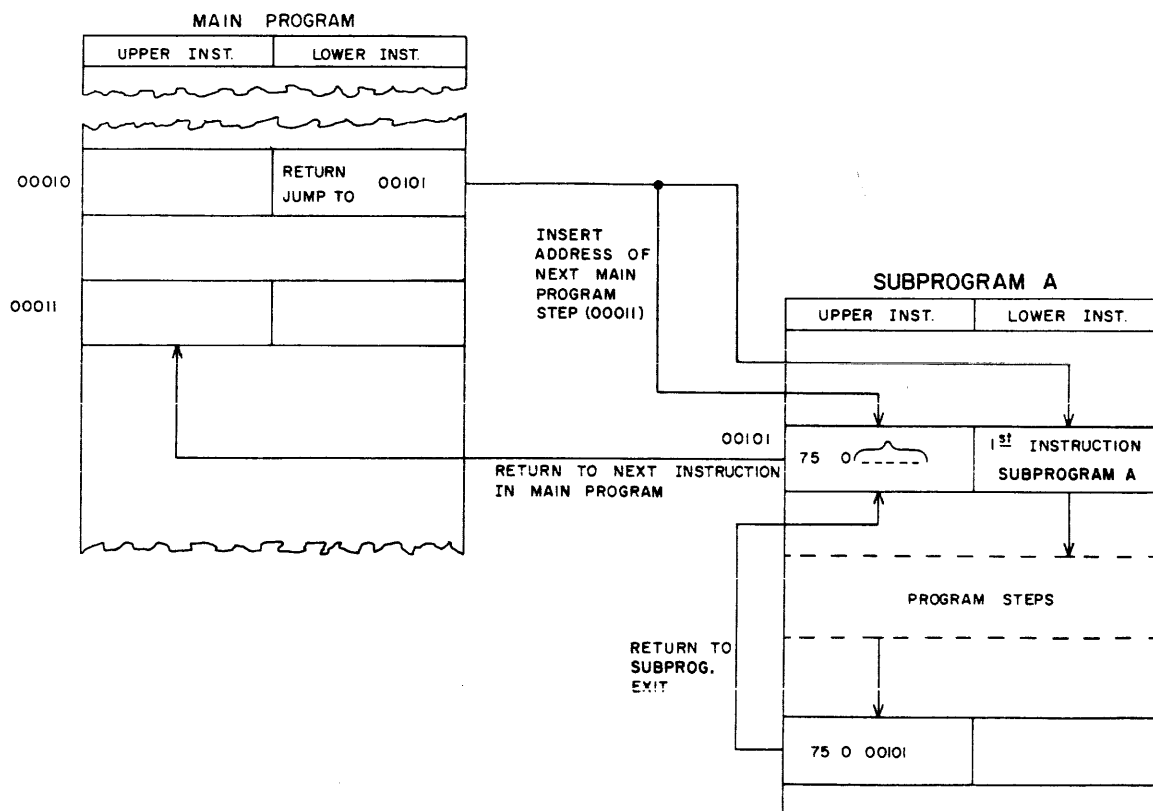 MAIN PROGRAM
UPPER INST. LOWER INST.
00010
RETURN
JUMP TO 00101
00011
INSERT
ADDRESS OF
NEXT MAIN
PROGRAM
STEP (00011)
SUBPROGRAM A
UPPER INST. LOWER INST.
00101
75 0_____
1st INSTRUCTION
SUBPROGRAM A
RETURN TO NEXT INSTRUCTION
IN MAIN PROGRAM
PROGRAM STEPS
RETURN TO
SUBPROG.
EXIT
75 0 00101